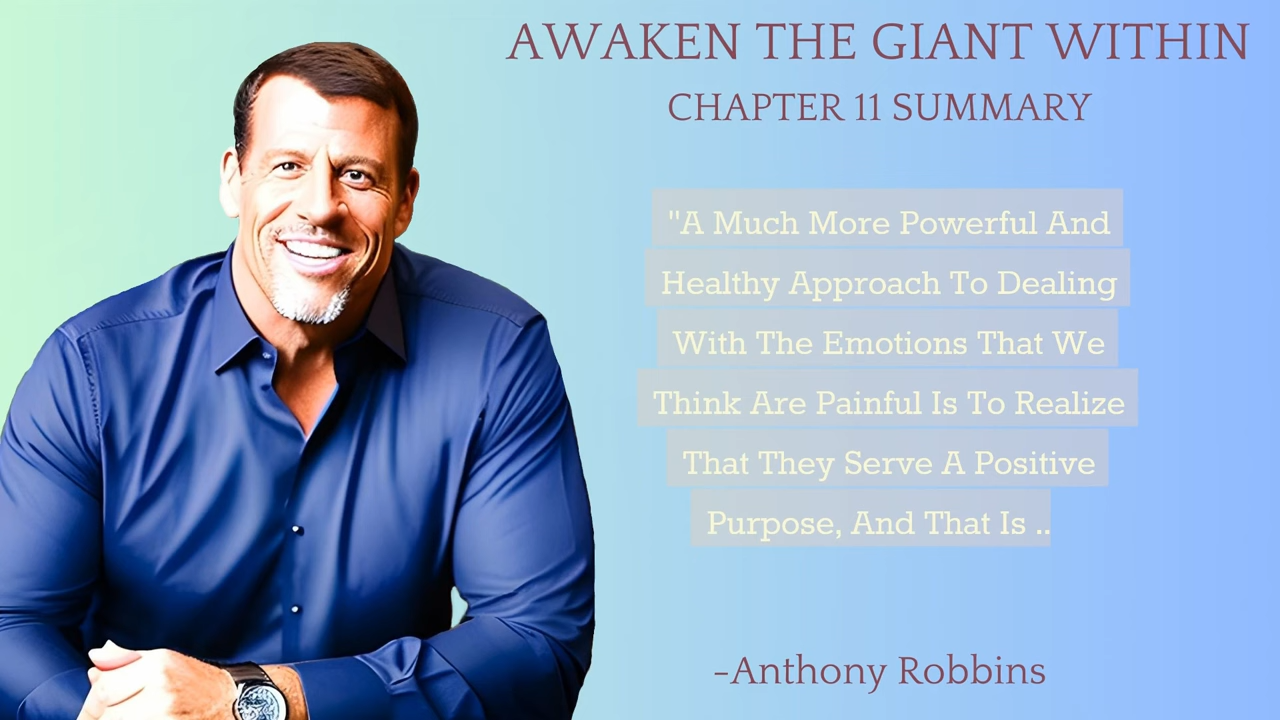 AWAKEN THE GIANT WITHIN
CHAPTER 11 SUMMARY
"A Much More Powerful And
Healthy Approach To Dealing
With The Emotions That We
Think Are Painful Is To Realize
That They Serve A Positive
Purpose, And That Is ..
–Anthony Robbins